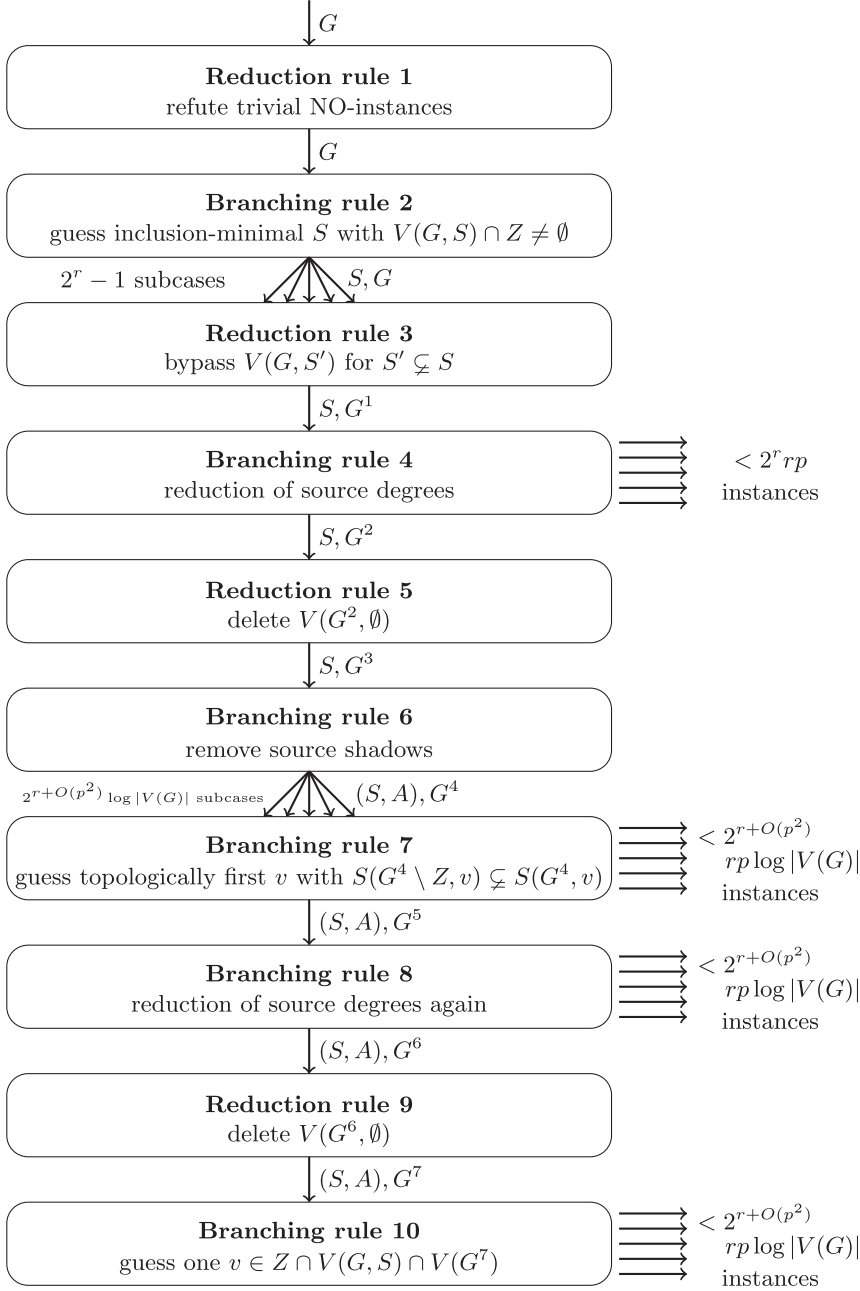 G
Reduction rule 1
refute trivial NO-instances
G
Branching rule 2
guess inclusion-minimal S with V(G, S) ∩ Z ≠ ∅
2^r − 1 subcases
S, G
Reduction rule 3
bypass V(G, S′) for S′ ⊊ S
S, G^1
Branching rule 4
reduction of source degrees
< 2^r rp
instances
S, G^2
Reduction rule 5
delete V(G^2, ∅)
S, G^3
Branching rule 6
remove source shadows
2^{r+O(p^2)} log |V(G)| subcases
(S, A), G^4
Branching rule 7
guess topologically first v with S(G^4 \ Z, v) ⊊ S(G^4, v)
< 2^{r+O(p^2)}
rp log |V(G)|
instances
(S, A), G^5
Branching rule 8
reduction of source degrees again
< 2^{r+O(p^2)}
rp log |V(G)|
instances
(S, A), G^6
Reduction rule 9
delete V(G^6, ∅)
(S, A), G^7
Branching rule 10
guess one v ∈ Z ∩ V(G, S) ∩ V(G^7)
< 2^{r+O(p^2)}
rp log |V(G)|
instances